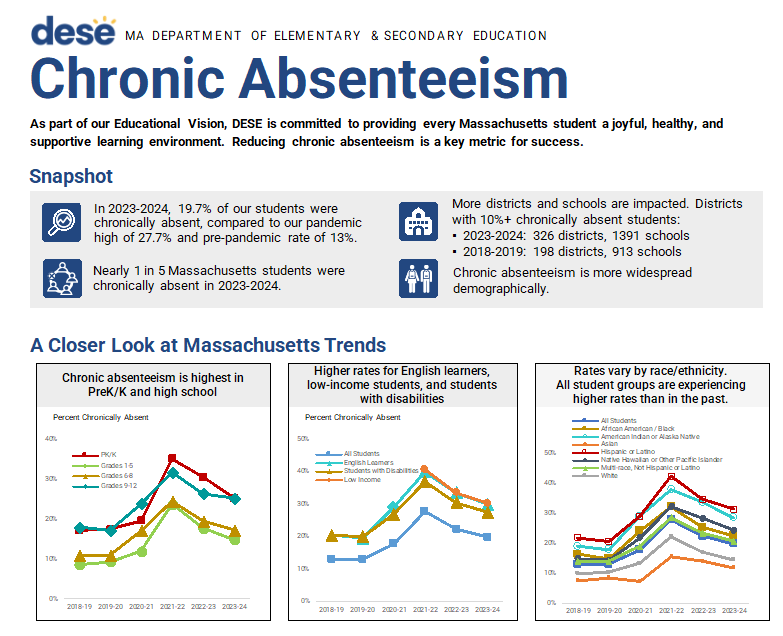 dese MA DEPARTMENT OF ELEMENTARY & SECONDARY EDUCATION
Chronic Absenteeism
As part of our Educational Vision, DESE is committed to providing every Massachusetts student a joyful, healthy, and
supportive learning environment. Reducing chronic absenteeism is a key metric for success.
Snapshot
In 2023-2024, 19.7% of our students were
chronically absent, compared to our pandemic
high of 27.7% and pre-pandemic rate of 13%.
Nearly 1 in 5 Massachusetts students were
chronically absent in 2023-2024.
More districts and schools are impacted. Districts
with 10%+ chronically absent students:
▪ 2023-2024: 326 districts, 1391 schools
▪ 2018-2019: 198 districts, 913 schools
Chronic absenteeism is more widespread
demographically.
A Closer Look at Massachusetts Trends
Chronic absenteeism is highest in
PreK/K and high school
Percent Chronically Absent
40%
PK/K
Grades 1-5
Grades 6-8
Grades 9-12
30%
20%
10%
0%
2018-19 2019-20 2020-21 2021-22 2022-23 2023-24
Higher rates for English learners,
low-income students, and students
with disabilities
Percent Chronically Absent
50%
All Students
English Learners
Students with Disabilities
Low Income
40%
30%
20%
10%
0%
2018-19 2019-20 2020-21 2021-22 2022-23 2023-24
Rates vary by race/ethnicity.
All student groups are experiencing
higher rates than in the past.
All Students
African American / Black
American Indian or Alaska Native
Asian
Hispanic or Latino
Native Hawaiian or Other Pacific Islander
Multi-race, Not Hispanic or Latino
White
50%
40%
30%
20%
10%
0%
2018-19 2019-20 2020-21 2021-22 2022-23 2023-24